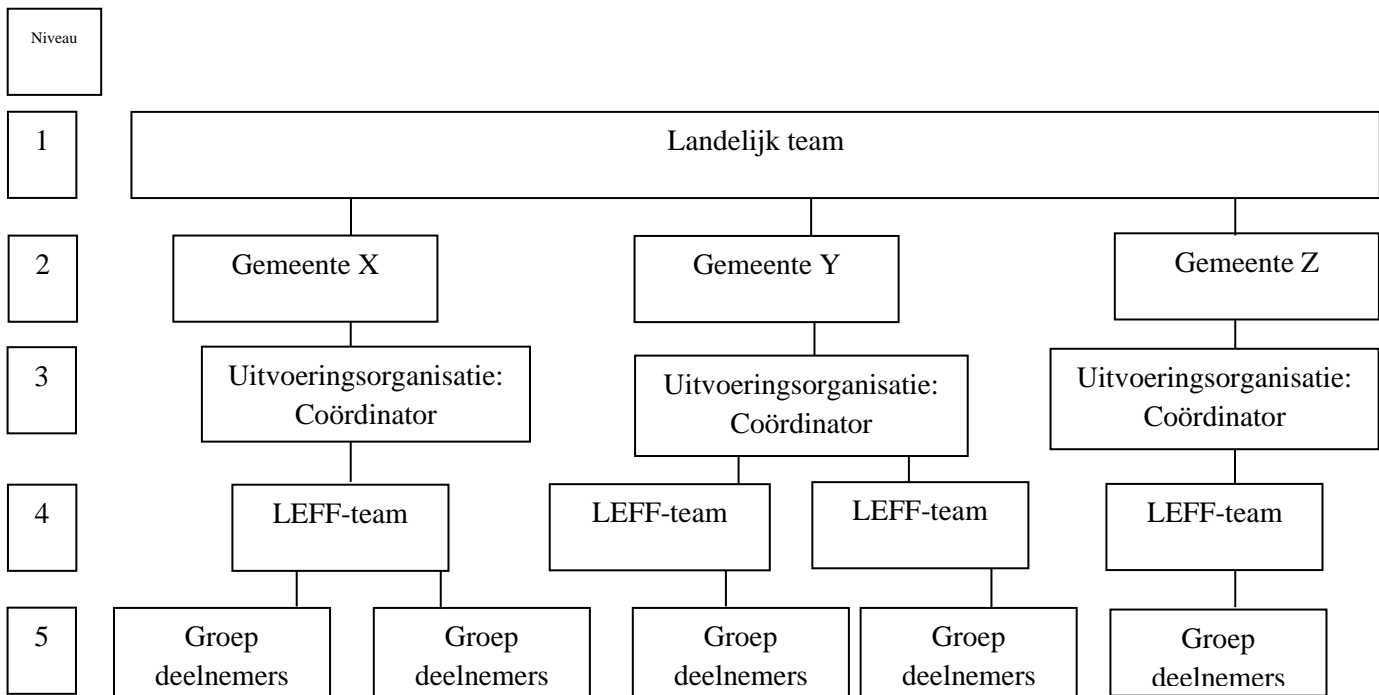 Niveau
1
Landelijk team
2
Gemeente X
Gemeente Y
Gemeente Z
3
Uitvoeringsorganisatie:
Coördinator
Uitvoeringsorganisatie:
Coördinator
Uitvoeringsorganisatie:
Coördinator
4
LEFF-team
LEFF-team
LEFF-team
LEFF-team
5
Groep
deelnemers
Groep
deelnemers
Groep
deelnemers
Groep
deelnemers
Groep
deelnemers